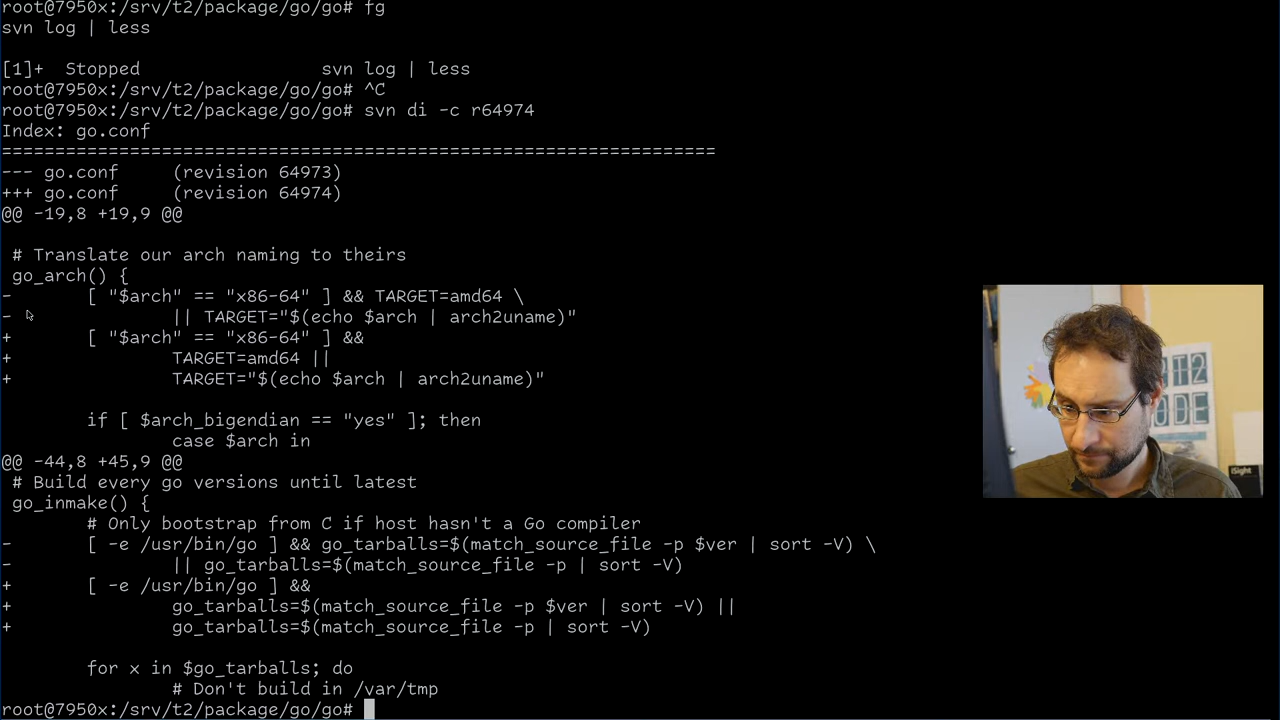 root@7950x:/srv/t2/package/go/go# fg
svn log | less
[1]+  Stopped                 svn log | less
root@7950x:/srv/t2/package/go/go# ^C
root@7950x:/srv/t2/package/go/go# svn di -c r64974
Index: go.conf
===================================================================
--- go.conf     (revision 64973)
+++ go.conf     (revision 64974)
@@ -19,8 +19,9 @@
 # Translate our arch naming to theirs
 go_arch() {
-       [ "$arch" == "x86-64" ] && TARGET=amd64 \
-               || TARGET="$(echo $arch | arch2uname)"
+       [ "$arch" == "x86-64" ] &&
+               TARGET=amd64 ||
+               TARGET="$(echo $arch | arch2uname)"
        if [ $arch_bigendian == "yes" ]; then
                case $arch in
@@ -44,8 +45,9 @@
 # Build every go versions until latest
 go_inmake() {
        # Only bootstrap from C if host hasn't a Go compiler
-       [ -e /usr/bin/go ] && go_tarballs=$(match_source_file -p $ver | sort -V) \
-               || go_tarballs=$(match_source_file -p | sort -V)
+       [ -e /usr/bin/go ] &&
+               go_tarballs=$(match_source_file -p $ver | sort -V) ||
+               go_tarballs=$(match_source_file -p | sort -V)
        for x in $go_tarballs; do
                # Don't build in /var/tmp
root@7950x:/srv/t2/package/go/go#
iSight